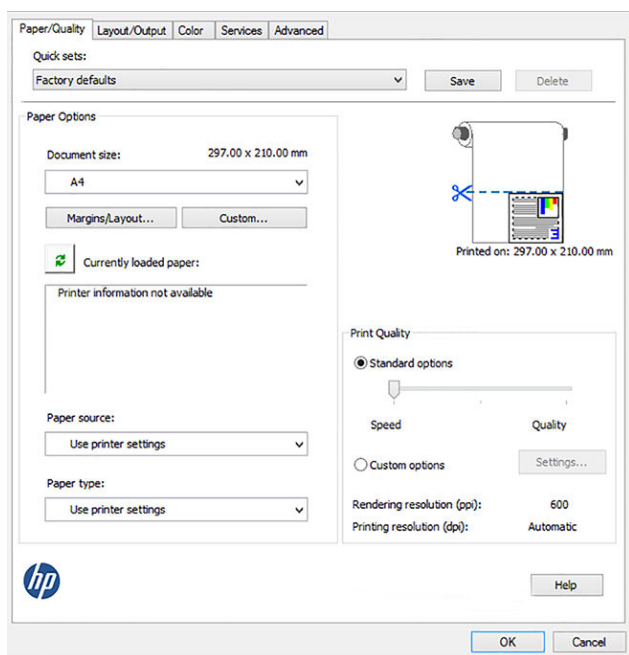 Paper/Quality Layout/Output Color Services Advanced
Quick sets:
Factory defaults Save Delete
Paper Options
Document size: 297.00 x 210.00 mm
A4
Margins/Layout... Custom...
Currently loaded paper:
Printer information not available
Printed on: 297.00 x 210.00 mm
Print Quality
Standard options
Speed Quality
Custom options Settings...
Rendering resolution (ppi): 600
Printing resolution (dpi): Automatic
Paper source:
Use printer settings
Paper type:
Use printer settings
hp
Help
OK Cancel